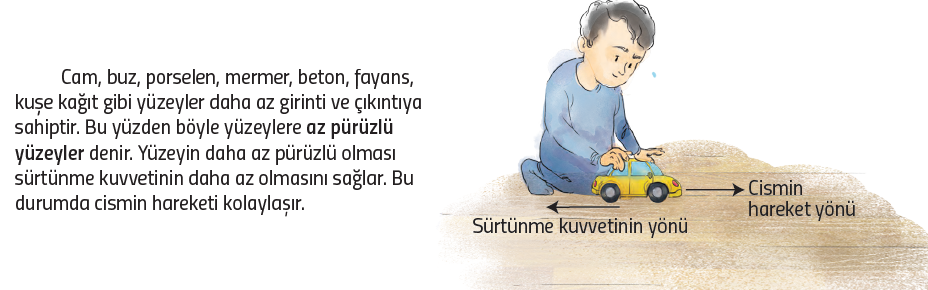 Cam, buz, porselen, mermer, beton, fayans,
kuşe kağıt gibi yüzeyler daha az girinti ve çıkıntıya
sahiptir. Bu yüzden böyle yüzeylere az pürüzlü
yüzeyler denir. Yüzeyin daha az pürüzlü olması
sürtünme kuvvetinin daha az olmasını sağlar. Bu
durumda cismin hareketi kolaylaşır.
Cismin
hareket yönü
Sürtünme kuvvetinin yönü